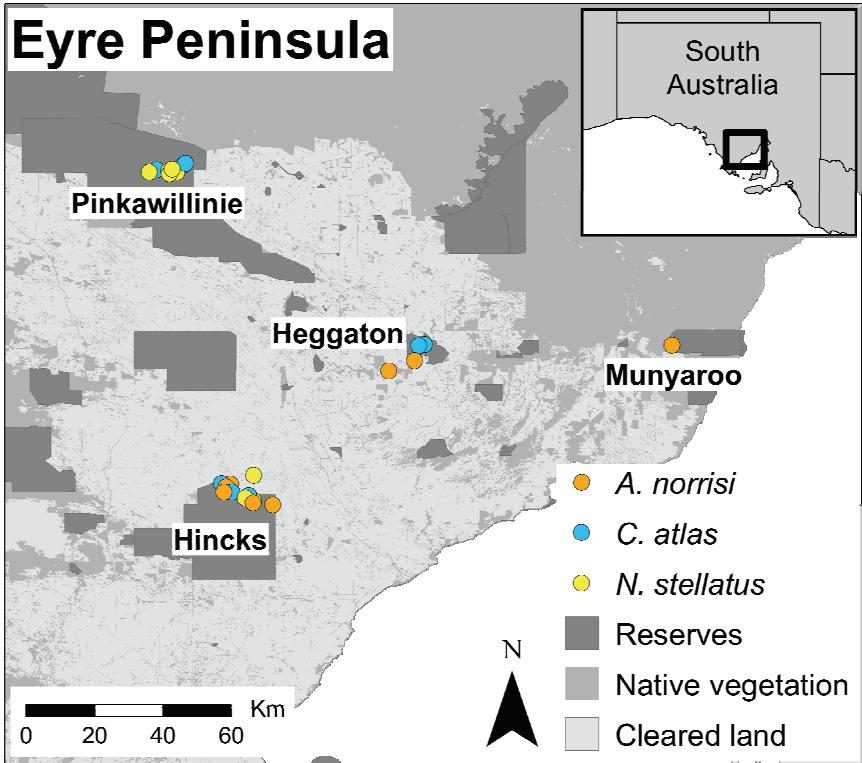 Eyre Peninsula
South
Australia
Pinkawillinie
Heggaton
Munyaroo
Hincks
A. norrisi
C. atlas
N. stellatus
Reserves
Native vegetation
Cleared land
N
Km
0 20 40 60